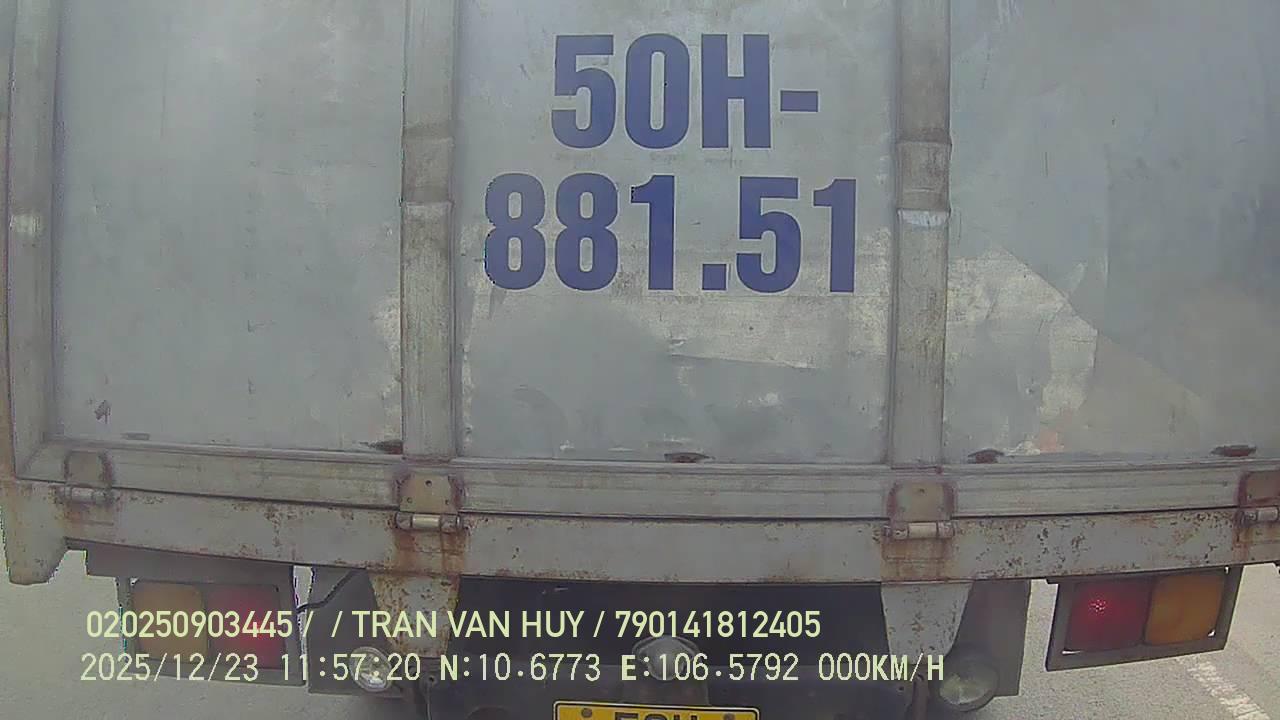 50H-
881.51
020250903445 / / TRAN VAN HUY / 790141812405
2025/12/23 11:57:20 N:10.6773 E:106.5792 000KM/H
50H